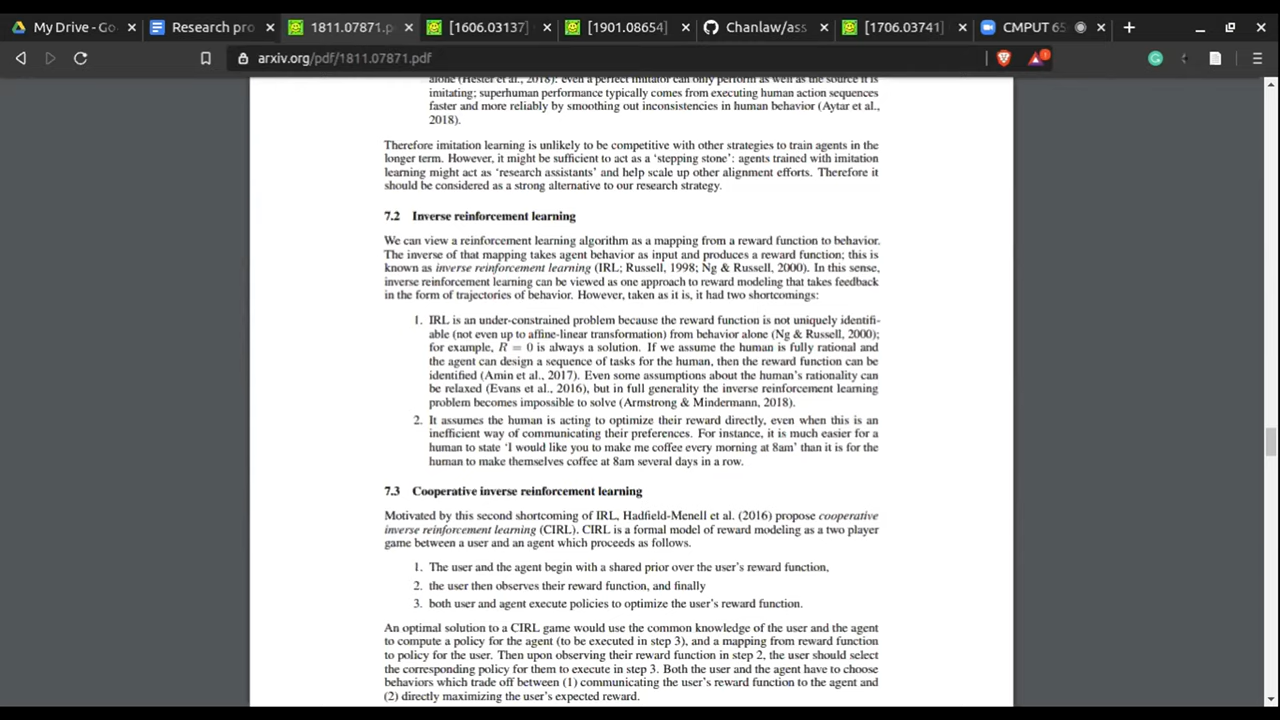 My Drive - Go
Research pro
1811.07871.p
[1606.03137]
[1901.08654]
Chanlaw/ass
[1706.03741]
CMPUT 65
arxiv.org/pdf/1811.07871.pdf
alone (Hester et al., 2018): even a perfect imitator can only perform as well as the source it is
imitating; superhuman performance typically comes from executing human action sequences
faster and more reliably by smoothing out inconsistencies in human behavior (Aytar et al.,
2018).
Therefore imitation learning is unlikely to be competitive with other strategies to train agents in the
longer term. However, it might be sufficient to act as a ‘stepping stone’: agents trained with imitation
learning might act as ‘research assistants’ and help scale up other alignment efforts. Therefore it
should be considered as a strong alternative to our research strategy.
7.2 Inverse reinforcement learning
We can view a reinforcement learning algorithm as a mapping from a reward function to behavior.
The inverse of that mapping takes agent behavior as input and produces a reward function; this is
known as inverse reinforcement learning (IRL; Russell, 1998; Ng & Russell, 2000). In this sense,
inverse reinforcement learning can be viewed as one approach to reward modeling that takes feedback
in the form of trajectories of behavior. However, taken as it is, it had two shortcomings:
1. IRL is an under-constrained problem because the reward function is not uniquely identifi-
able (not even up to affine-linear transformation) from behavior alone (Ng & Russell, 2000);
for example, R = 0 is always a solution. If we assume the human is fully rational and
the agent can design a sequence of tasks for the human, then the reward function can be
identified (Amin et al., 2017). Even some assumptions about the human’s rationality can
be relaxed (Evans et al., 2016), but in full generality the inverse reinforcement learning
problem becomes impossible to solve (Armstrong & Mindermann, 2018).
2. It assumes the human is acting to optimize their reward directly, even when this is an
inefficient way of communicating their preferences. For instance, it is much easier for a
human to state ‘I would like you to make me coffee every morning at 8am’ than it is for the
human to make themselves coffee at 8am several days in a row.
7.3 Cooperative inverse reinforcement learning
Motivated by this second shortcoming of IRL, Hadfield-Menell et al. (2016) propose cooperative
inverse reinforcement learning (CIRL). CIRL is a formal model of reward modeling as a two player
game between a user and an agent which proceeds as follows.
1. The user and the agent begin with a shared prior over the user’s reward function,
2. the user then observes their reward function, and finally
3. both user and agent execute policies to optimize the user’s reward function.
An optimal solution to a CIRL game would use the common knowledge of the user and the agent
to compute a policy for the agent (to be executed in step 3), and a mapping from reward function
to policy for the user. Then upon observing their reward function in step 2, the user should select
the corresponding policy for them to execute in step 3. Both the user and the agent have to choose
behaviors which trade off between (1) communicating the user’s reward function to the agent and
(2) directly maximizing the user’s expected reward.